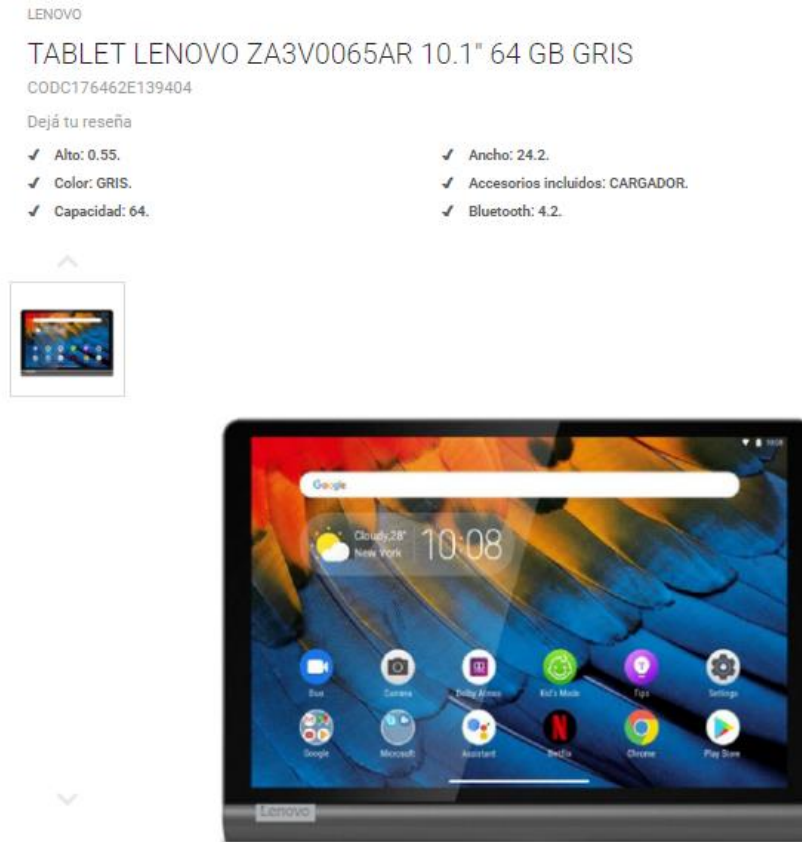 LENOVO
TABLET LENOVO ZA3V0065AR 10.1" 64 GB GRIS
CODC176462E139404
Dejá tu reseña
Alto: 0.55.
Ancho: 24.2.
Color: GRIS.
Accesorios incluidos: CARGADOR.
Capacidad: 64.
Bluetooth: 4.2.
10:08
Google
Cloudy,28°
New York
10:08
Duo Camera Dolby Atmos Kid's Mode Tips Settings
Google Microsoft Assistant Netflix Chrome Play Store
Lenovo